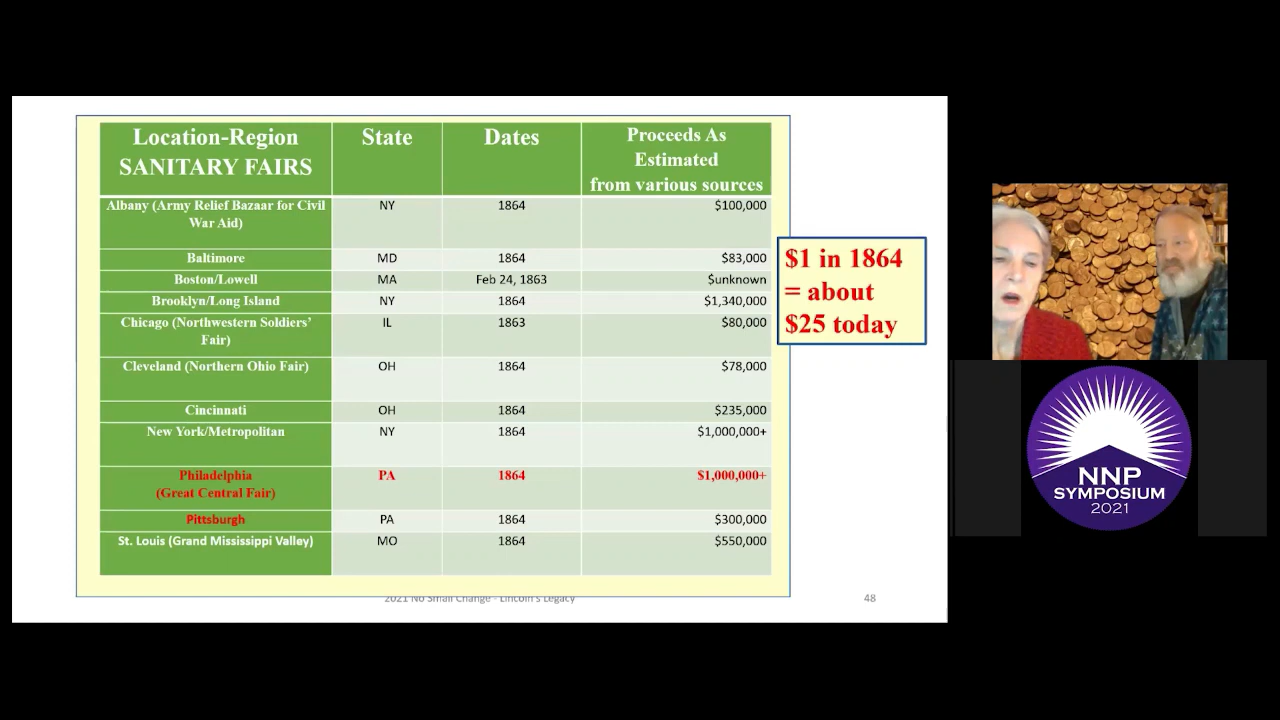 Location-Region
SANITARY FAIRS
State
Dates
Proceeds As
Estimated
from various sources
Albany (Army Relief Bazaar for Civil
War Aid)
NY
1864
$100,000
Baltimore
MD
1864
$83,000
Boston/Lowell
MA
Feb 24, 1863
$unknown
Brooklyn/Long Island
NY
1864
$1,340,000
Chicago (Northwestern Soldiers’
Fair)
IL
1863
$80,000
Cleveland (Northern Ohio Fair)
OH
1864
$78,000
Cincinnati
OH
1864
$235,000
New York/Metropolitan
NY
1864
$1,000,000+
Philadelphia
(Great Central Fair)
PA
1864
$1,000,000+
Pittsburgh
PA
1864
$300,000
St. Louis (Grand Mississippi Valley)
MO
1864
$550,000
$1 in 1864
= about
$25 today
2021 No Small Change - Lincoln's Legacy
48
NNP
SYMPOSIUM
2021